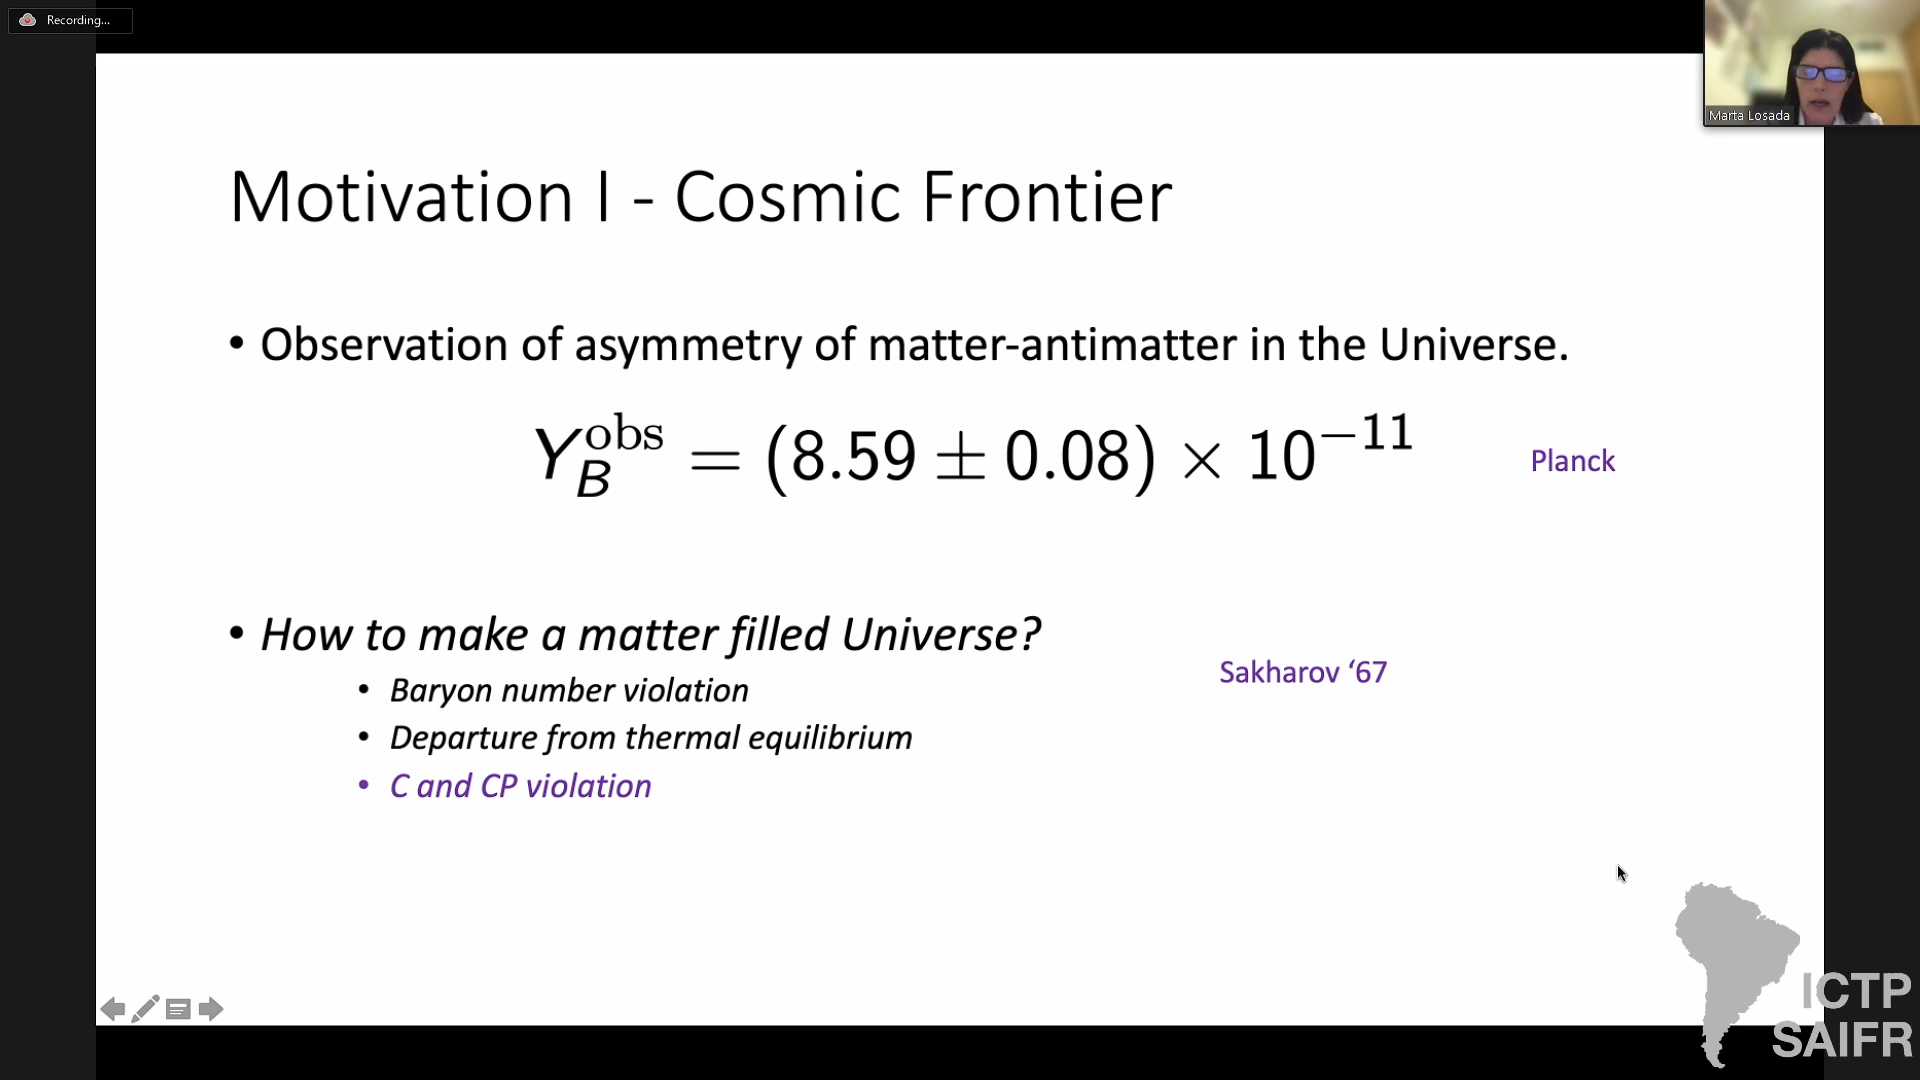 Recording...
Marta Losada
Motivation I - Cosmic Frontier
• Observation of asymmetry of matter-antimatter in the Universe.
Y_B^obs = (8.59 ± 0.08) × 10^−11
Planck
• How to make a matter filled Universe?
Sakharov ‘67
• Baryon number violation
• Departure from thermal equilibrium
• C and CP violation
ICTP
SAIFR